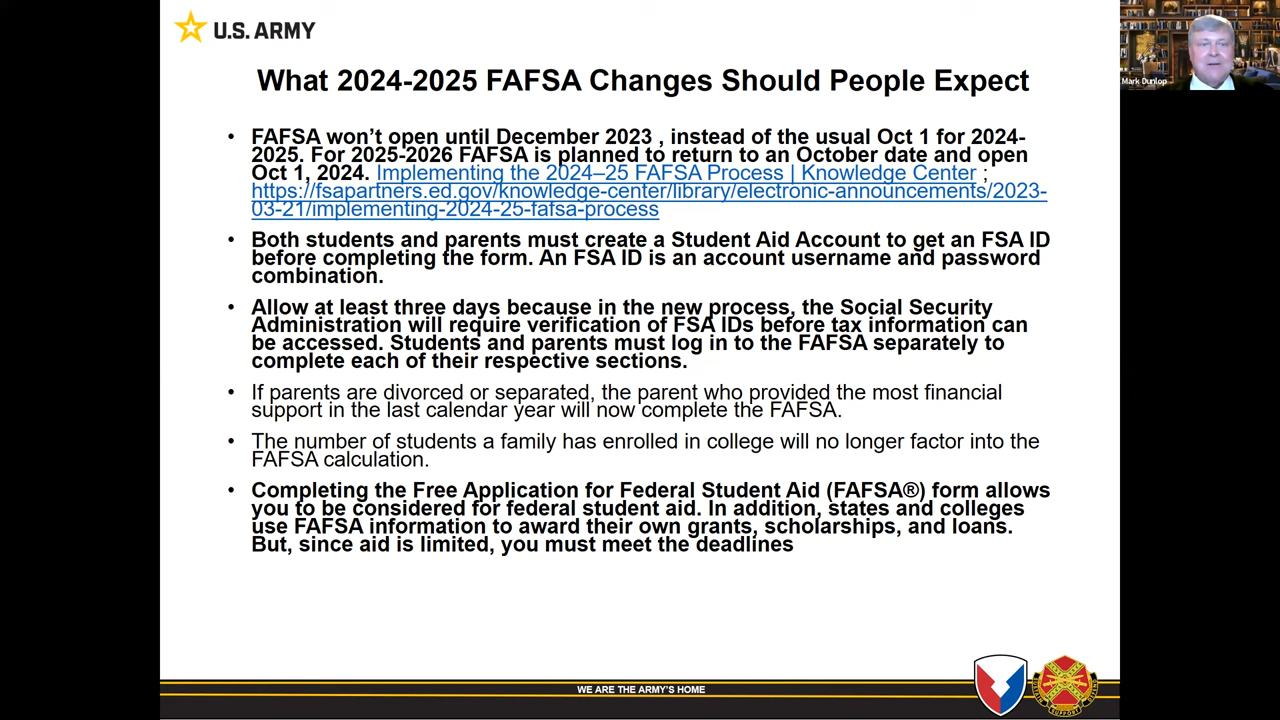 U.S. ARMY
Mark Dunlop
What 2024-2025 FAFSA Changes Should People Expect
• FAFSA won't open until December 2023 , instead of the usual Oct 1 for 2024-
2025. For 2025-2026 FAFSA is planned to return to an October date and open
Oct 1, 2024. Implementing the 2024–25 FAFSA Process | Knowledge Center ;
https://fsapartners.ed.gov/knowledge-center/library/electronic-announcements/2023-
03-21/implementing-2024-25-fafsa-process
• Both students and parents must create a Student Aid Account to get an FSA ID
before completing the form. An FSA ID is an account username and password
combination.
• Allow at least three days because in the new process, the Social Security
Administration will require verification of FSA IDs before tax information can
be accessed. Students and parents must log in to the FAFSA separately to
complete each of their respective sections.
• If parents are divorced or separated, the parent who provided the most financial
support in the last calendar year will now complete the FAFSA.
• The number of students a family has enrolled in college will no longer factor into the
FAFSA calculation.
• Completing the Free Application for Federal Student Aid (FAFSA®) form allows
you to be considered for federal student aid. In addition, states and colleges
use FAFSA information to award their own grants, scholarships, and loans.
But, since aid is limited, you must meet the deadlines
WE ARE THE ARMY'S HOME